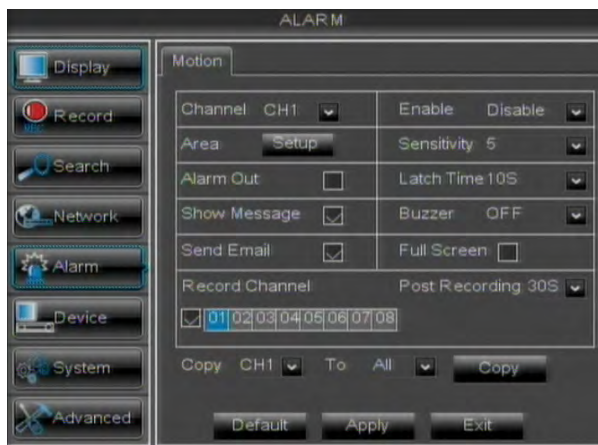 ALARM
Display
Record
REC
Search
Network
Alarm
Device
System
Advanced
Motion
Channel CH1 Enable Disable
Area Setup Sensitivity 5
Alarm Out Latch Time 10S
Show Message Buzzer OFF
Send Email Full Screen
Record Channel Post Recording 30S
01 02 03 04 05 06 07 08
Copy CH1 To All Copy
Default Apply Exit